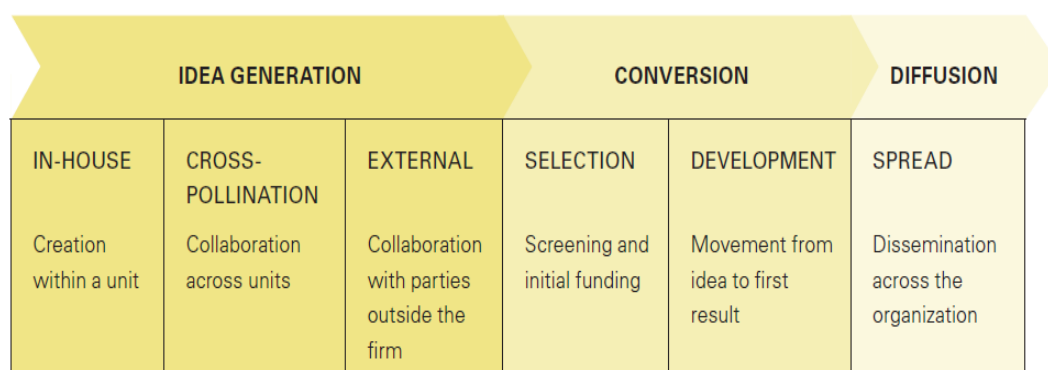 IDEA GENERATION
CONVERSION
DIFFUSION
IN-HOUSE
Creation
within a unit
CROSS-
POLLINATION
Collaboration
across units
EXTERNAL
Collaboration
with parties
outside the
firm
SELECTION
Screening and
initial funding
DEVELOPMENT
Movement from
idea to first
result
SPREAD
Dissemination
across the
organization